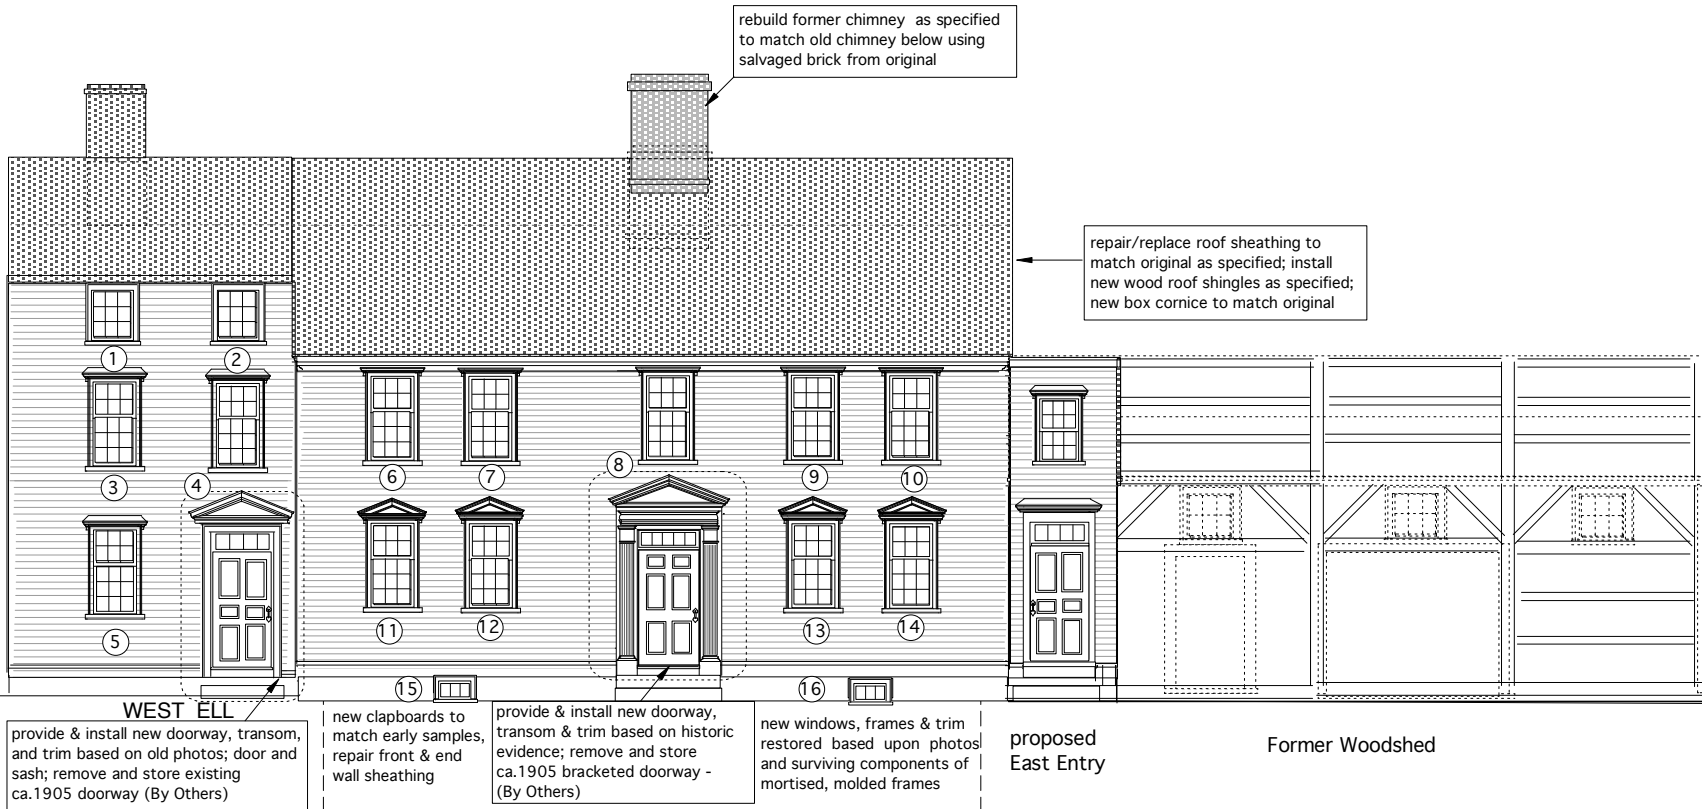 rebuild former chimney as specified
to match old chimney below using
salvaged brick from original
repair/replace roof sheathing to
match original as specified; install
new wood roof shingles as specified;
new box cornice to match original
1
2
3
4
5
6
7
8
9
10
11
12
13
14
15
16
WEST ELL
provide & install new doorway, transom,
and trim based on old photos; door and
sash; remove and store existing
ca.1905 doorway (By Others)
new clapboards to
match early samples,
repair front & end
wall sheathing
provide & install new doorway,
transom & trim based on historic
evidence; remove and store
ca.1905 bracketed doorway -
(By Others)
new windows, frames & trim
restored based upon photos
and surviving components of
mortised, molded frames
proposed
East Entry
Former Woodshed